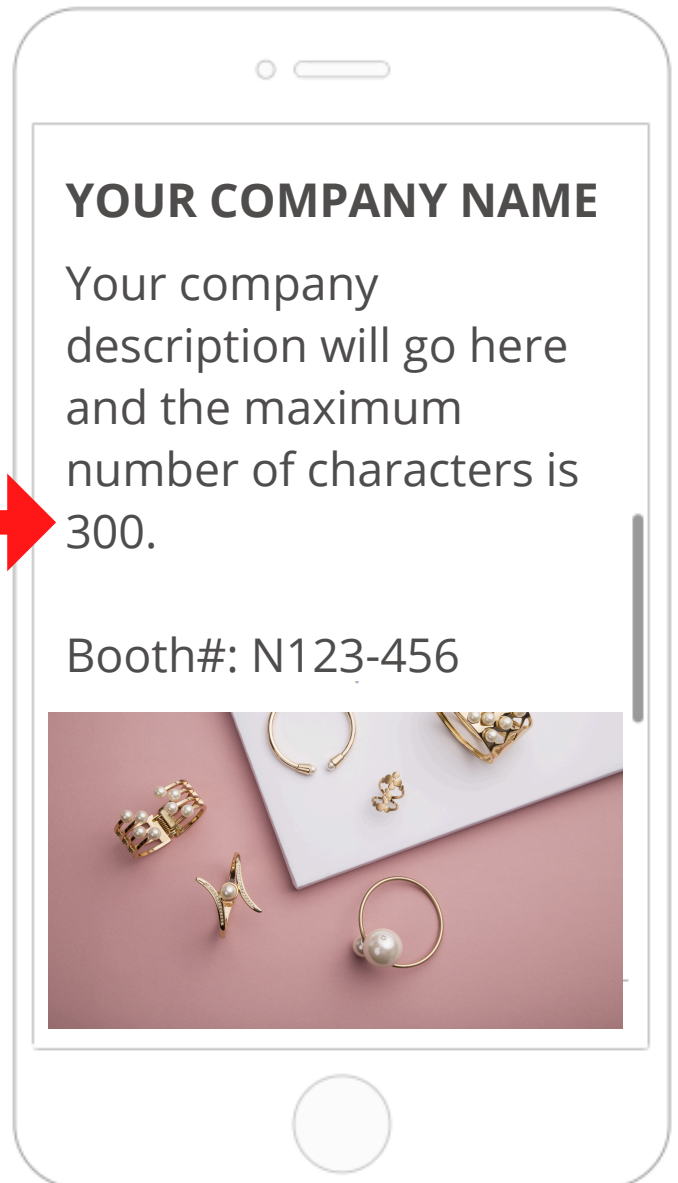 YOUR COMPANY NAME
Your company
description will go here
and the maximum
number of characters is
300.
Booth#: N123-456